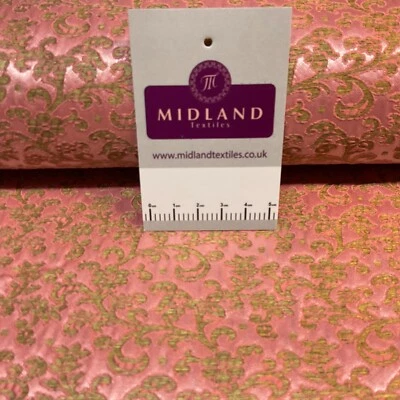 MIDLAND
Textiles
www.midlandtextiles.co.uk
0cm 1cm 2cm 3cm 4cm 5cm